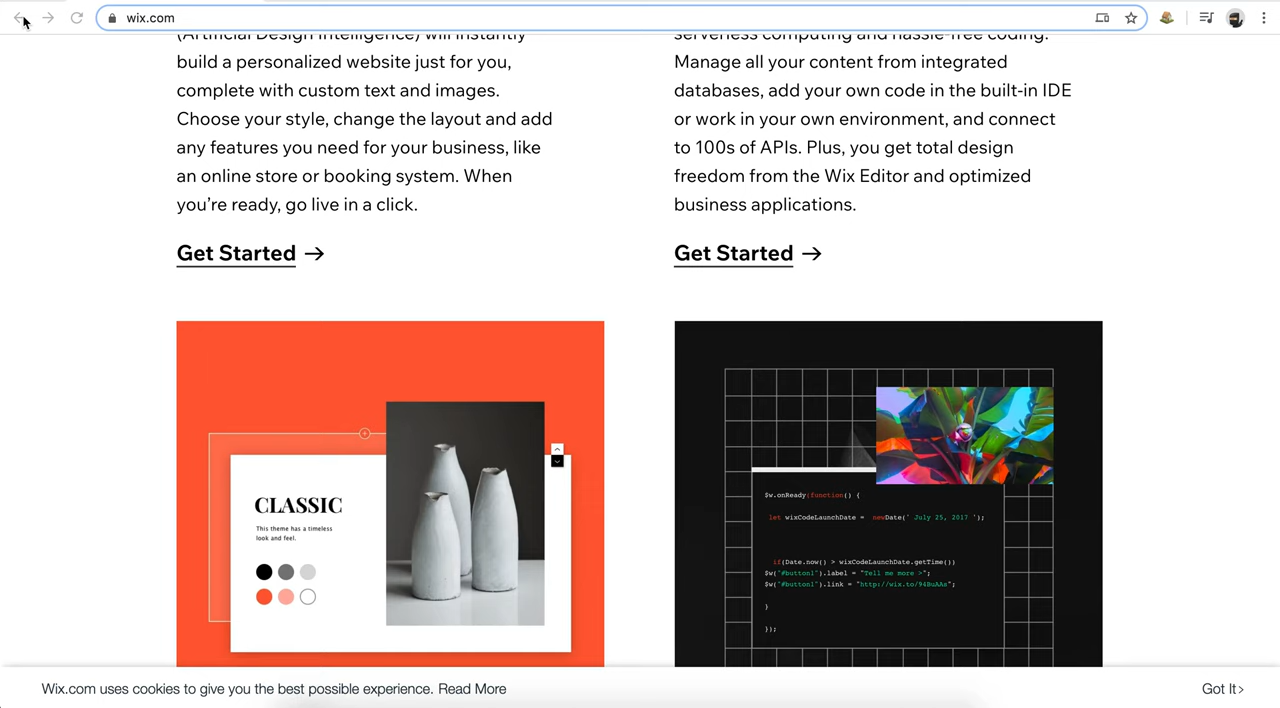 wix.com
(Artificial Design Intelligence) will instantly
build a personalized website just for you,
complete with custom text and images.
Choose your style, change the layout and add
any features you need for your business, like
an online store or booking system. When
you’re ready, go live in a click.
Get Started →
serverless computing and hassle-free coding.
Manage all your content from integrated
databases, add your own code in the built-in IDE
or work in your own environment, and connect
to 100s of APIs. Plus, you get total design
freedom from the Wix Editor and optimized
business applications.
Get Started →
CLASSIC
This theme has a timeless
look and feel.
$w.onReady(function() {
let wixCodeLaunchDate = newDate(' July 25, 2017 ');
if(Date.now() > wixCodeLaunchDate.getTime())
$w("#button1").label = "Tell me more >";
$w("#button1").link = "http://wix.to/94BuAAs";
}
});
Wix.com uses cookies to give you the best possible experience. Read More
Got It >